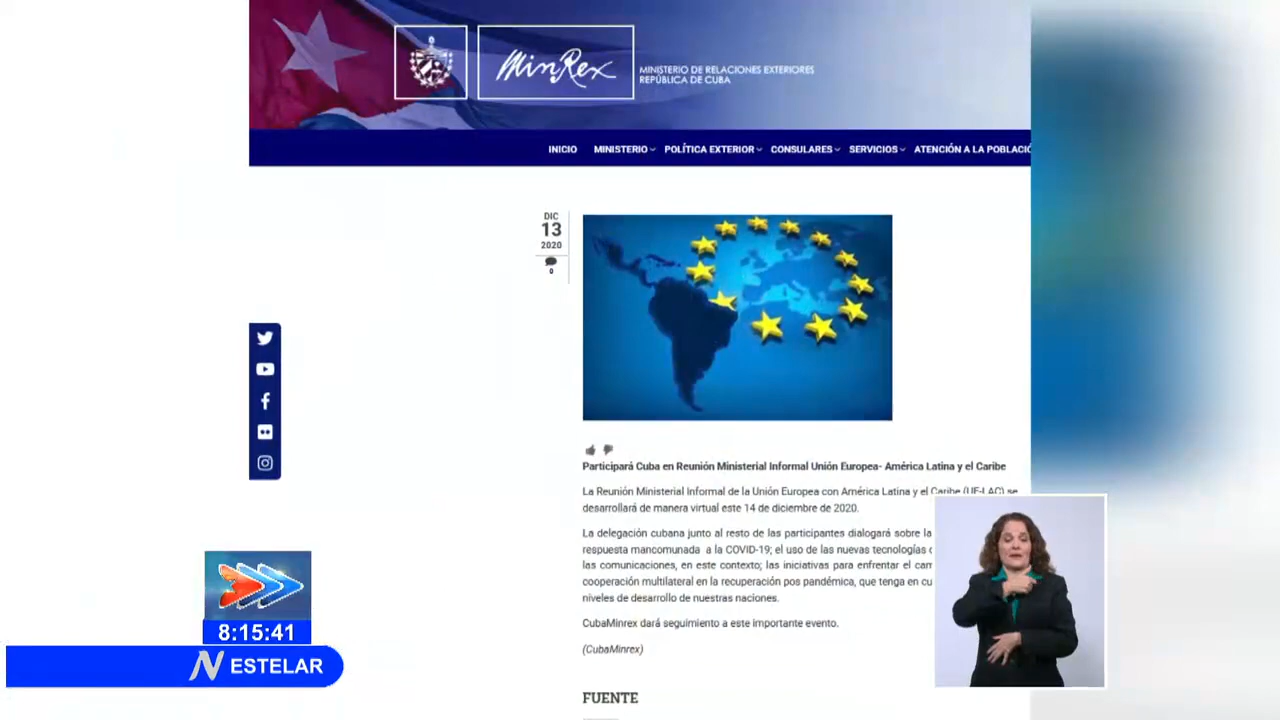 MinRex
MINISTERIO DE RELACIONES EXTERIORES
REPÚBLICA DE CUBA
INICIO MINISTERIO POLÍTICA EXTERIOR CONSULARES SERVICIOS ATENCIÓN A LA POBLACIÓ
DIC
13
2020
0
Participará Cuba en Reunión Ministerial Informal Unión Europea- América Latina y el Caribe
La Reunión Ministerial Informal de la Unión Europea con América Latina y el Caribe (UE-LAC) se
desarrollará de manera virtual este 14 de diciembre de 2020.
La delegación cubana junto al resto de las participantes dialogará sobre la
respuesta mancomunada a la COVID-19; el uso de las nuevas tecnologías
las comunicaciones, en este contexto; las iniciativas para enfrentar el cam
cooperación multilateral en la recuperación pos pandémica, que tenga en cu
niveles de desarrollo de nuestras naciones.
CubaMinrex dará seguimiento a este importante evento.
(CubaMinrex)
FUENTE
8:15:41
N ESTELAR